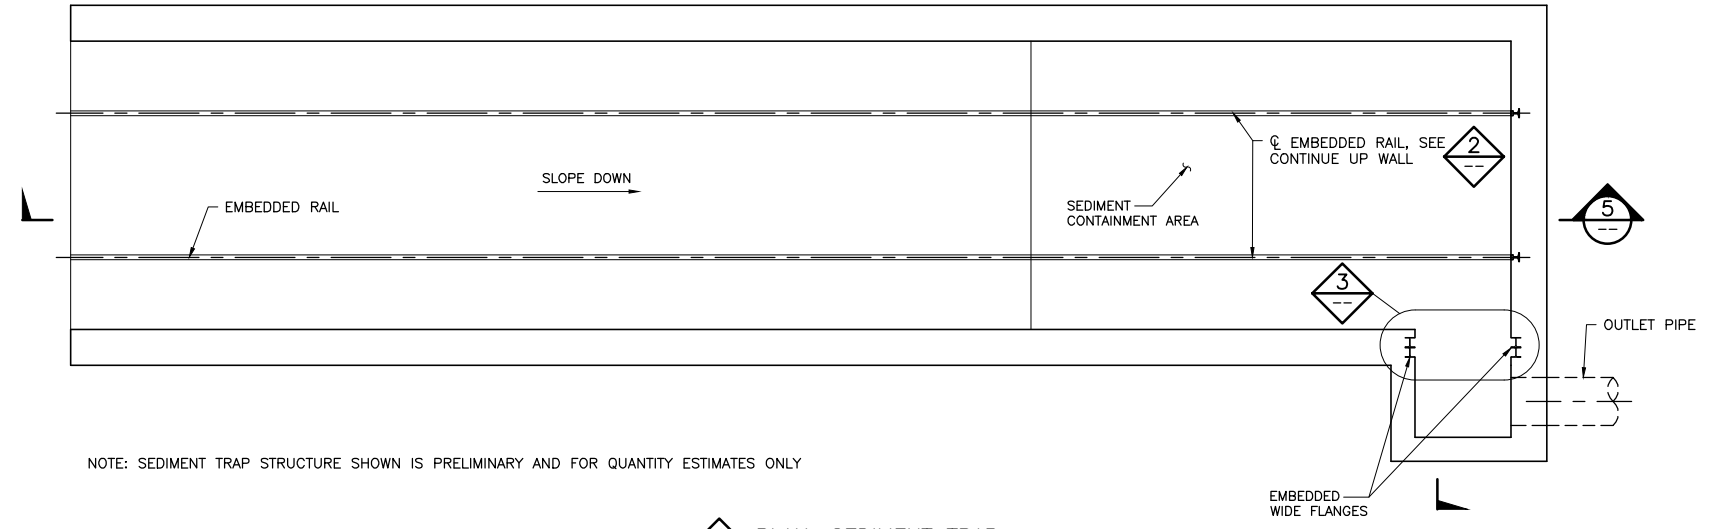 ℄ EMBEDDED RAIL, SEE
CONTINUE UP WALL
2
--
SLOPE DOWN
EMBEDDED RAIL
SEDIMENT
CONTAINMENT AREA
5
--
3
--
OUTLET PIPE
NOTE: SEDIMENT TRAP STRUCTURE SHOWN IS PRELIMINARY AND FOR QUANTITY ESTIMATES ONLY
EMBEDDED
WIDE FLANGES